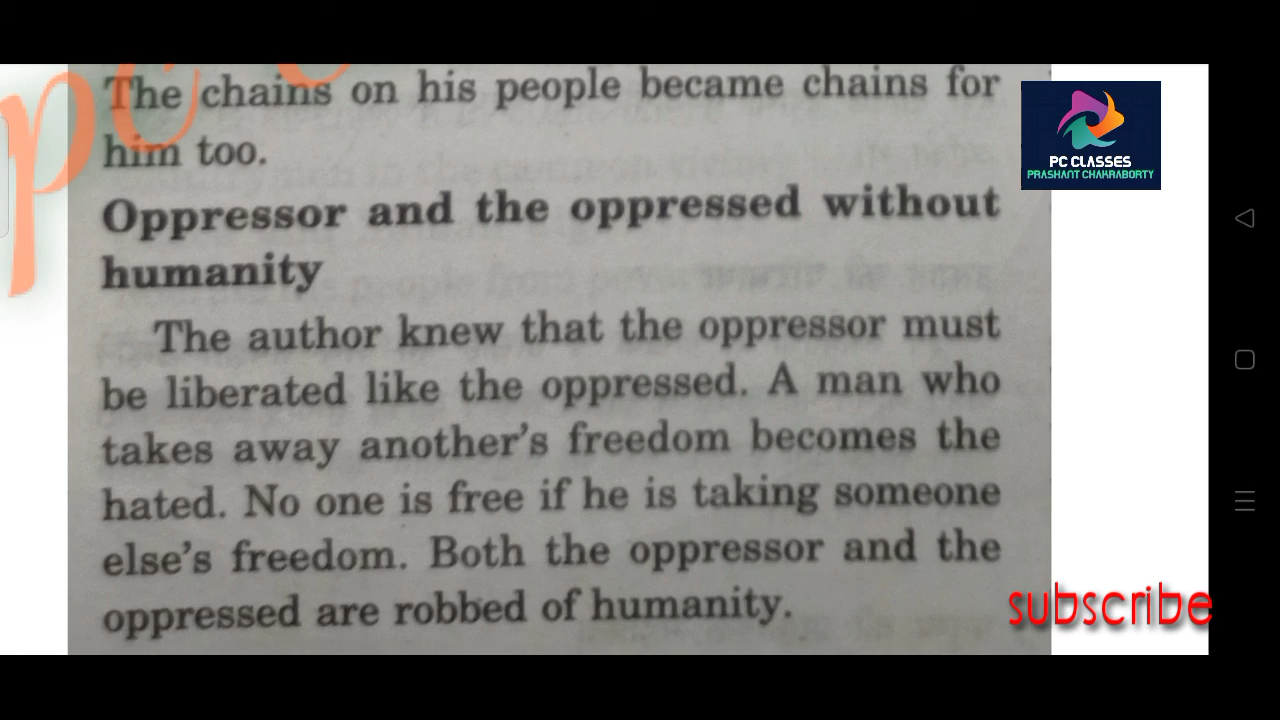 The chains on his people became chains for
him too.
Oppressor and the oppressed without
humanity
The author knew that the oppressor must
be liberated like the oppressed. A man who
takes away another's freedom becomes the
hated. No one is free if he is taking someone
else's freedom. Both the oppressor and the
oppressed are robbed of humanity.
PC CLASSES
PRASHANT CHAKRABORTY
subscribe